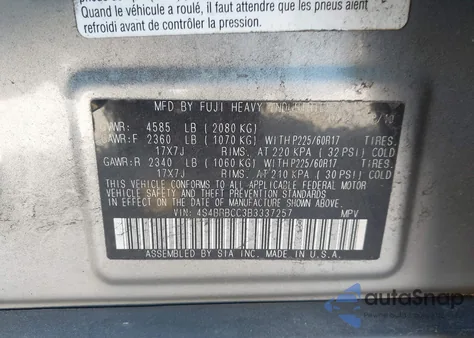 Quand le véhicule a roulé, il faut attendre que les pneus aient
refroidi avant de contrôler la pression.
MFD BY FUJI HEAVY /10
GVWR: 4585 LB ( 2080 KG)
GAWR:F 2360 LB ( 1070 KG) WITH P225/60R17 TIRES,
17X7J RIMS, AT 220 KPA ( 32 PSI) COLD
GAWR:R 2340 LB ( 1060 KG) WITH P225/60R17 TIRES,
17X7J RIMS, AT 210 KPA ( 30 PSI) COLD
THIS VEHICLE CONFORMS TO ALL APPLICABLE FEDERAL MOTOR
VEHICLE SAFETY, BUMPER, AND THEFT PREVENTION STANDARDS
IN EFFECT ON THE DATE OF MANUFACTURE SHOWN ABOVE.
VIN: 4S4BRBCC3B3337257 MPV
ASSEMBLED BY SIA INC. MADE IN U.S.A.
autoSnap